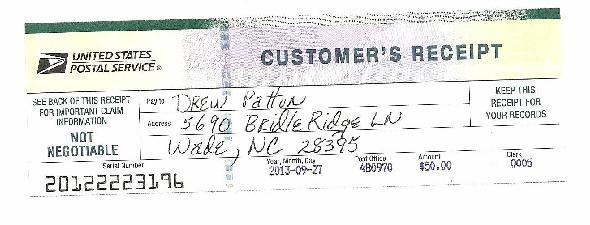 UNITED STATES
POSTAL SERVICE®
CUSTOMER'S RECEIPT
SEE BACK OF THIS RECEIPT
FOR IMPORTANT CLAIM
INFORMATION
NOT
NEGOTIABLE
Pay to Drew Patton
Address 5690 Bridle Ridge LN
Wade, NC 28395
KEEP THIS
RECEIPT FOR
YOUR RECORDS
Serial Number
20122223196
Year, Month, Day
2013-09-27
Post Office
480970
Amount
$50.00
Clerk
0005